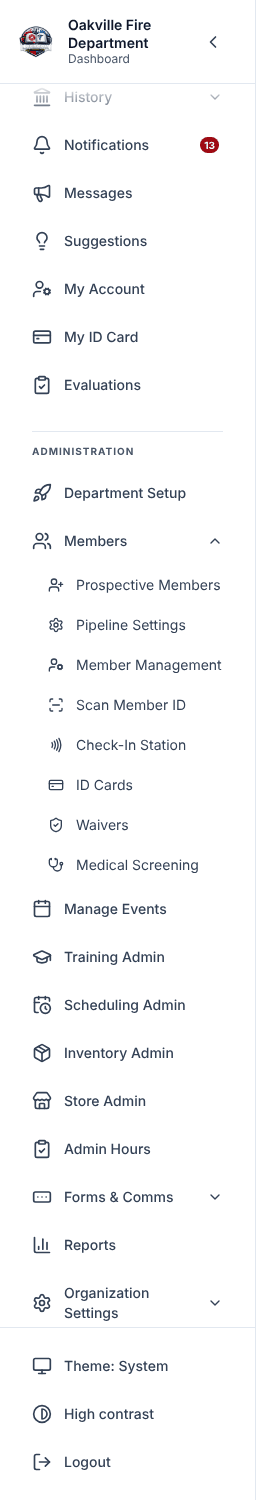 Oakville Fire
Department
Dashboard
History
Notifications
13
Messages
Suggestions
My Account
My ID Card
Evaluations
ADMINISTRATION
Department Setup
Members
Prospective Members
Pipeline Settings
Member Management
Scan Member ID
Check-In Station
ID Cards
Waivers
Medical Screening
Manage Events
Training Admin
Scheduling Admin
Inventory Admin
Store Admin
Admin Hours
Forms & Comms
Reports
Organization
Settings
Theme: System
High contrast
Logout